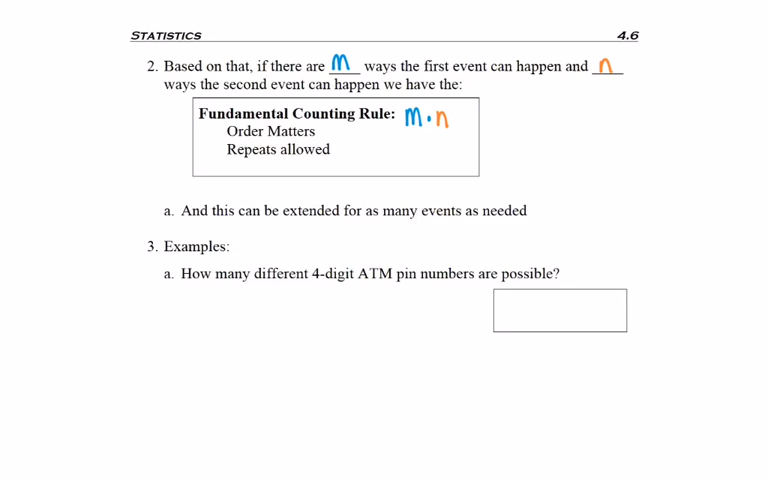 STATISTICS 4.6
2. Based on that, if there are m ways the first event can happen and n
ways the second event can happen we have the:
Fundamental Counting Rule: m · n
Order Matters
Repeats allowed
a. And this can be extended for as many events as needed
3. Examples:
a. How many different 4-digit ATM pin numbers are possible?